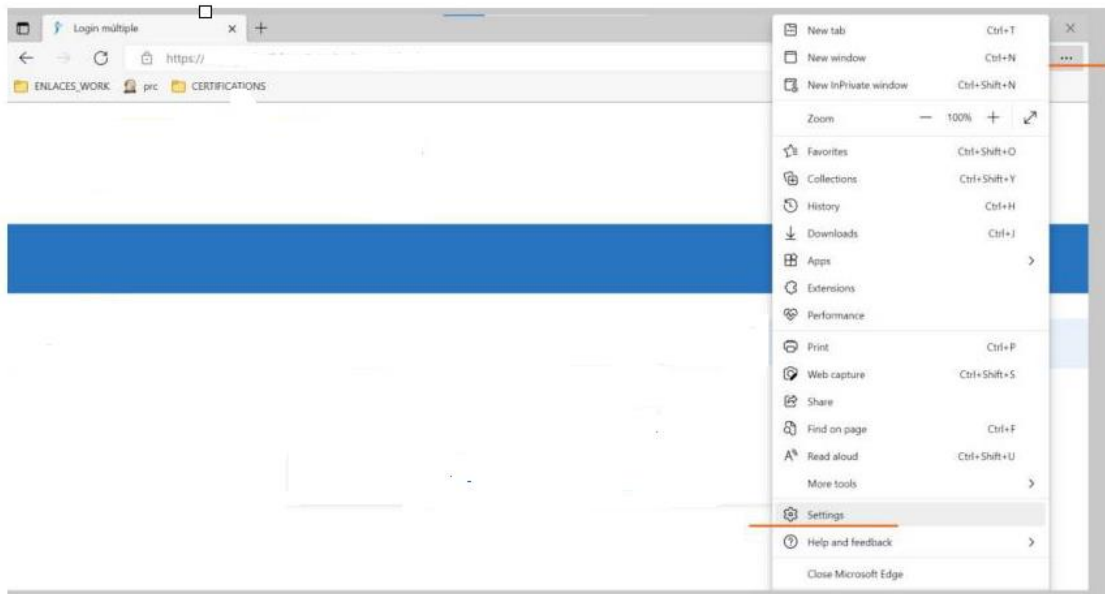 Login múltiple
https://
ENLACES_WORK prc CERTIFICATIONS
New tab Ctrl+T
New window Ctrl+N
New InPrivate window Ctrl+Shift+N
Zoom — 100% +
Favorites Ctrl+Shift+O
Collections Ctrl+Shift+Y
History Ctrl+H
Downloads Ctrl+J
Apps
Extensions
Performance
Print Ctrl+P
Web capture Ctrl+Shift+S
Share
Find on page Ctrl+F
Read aloud Ctrl+Shift+U
More tools
Settings
Help and feedback
Close Microsoft Edge